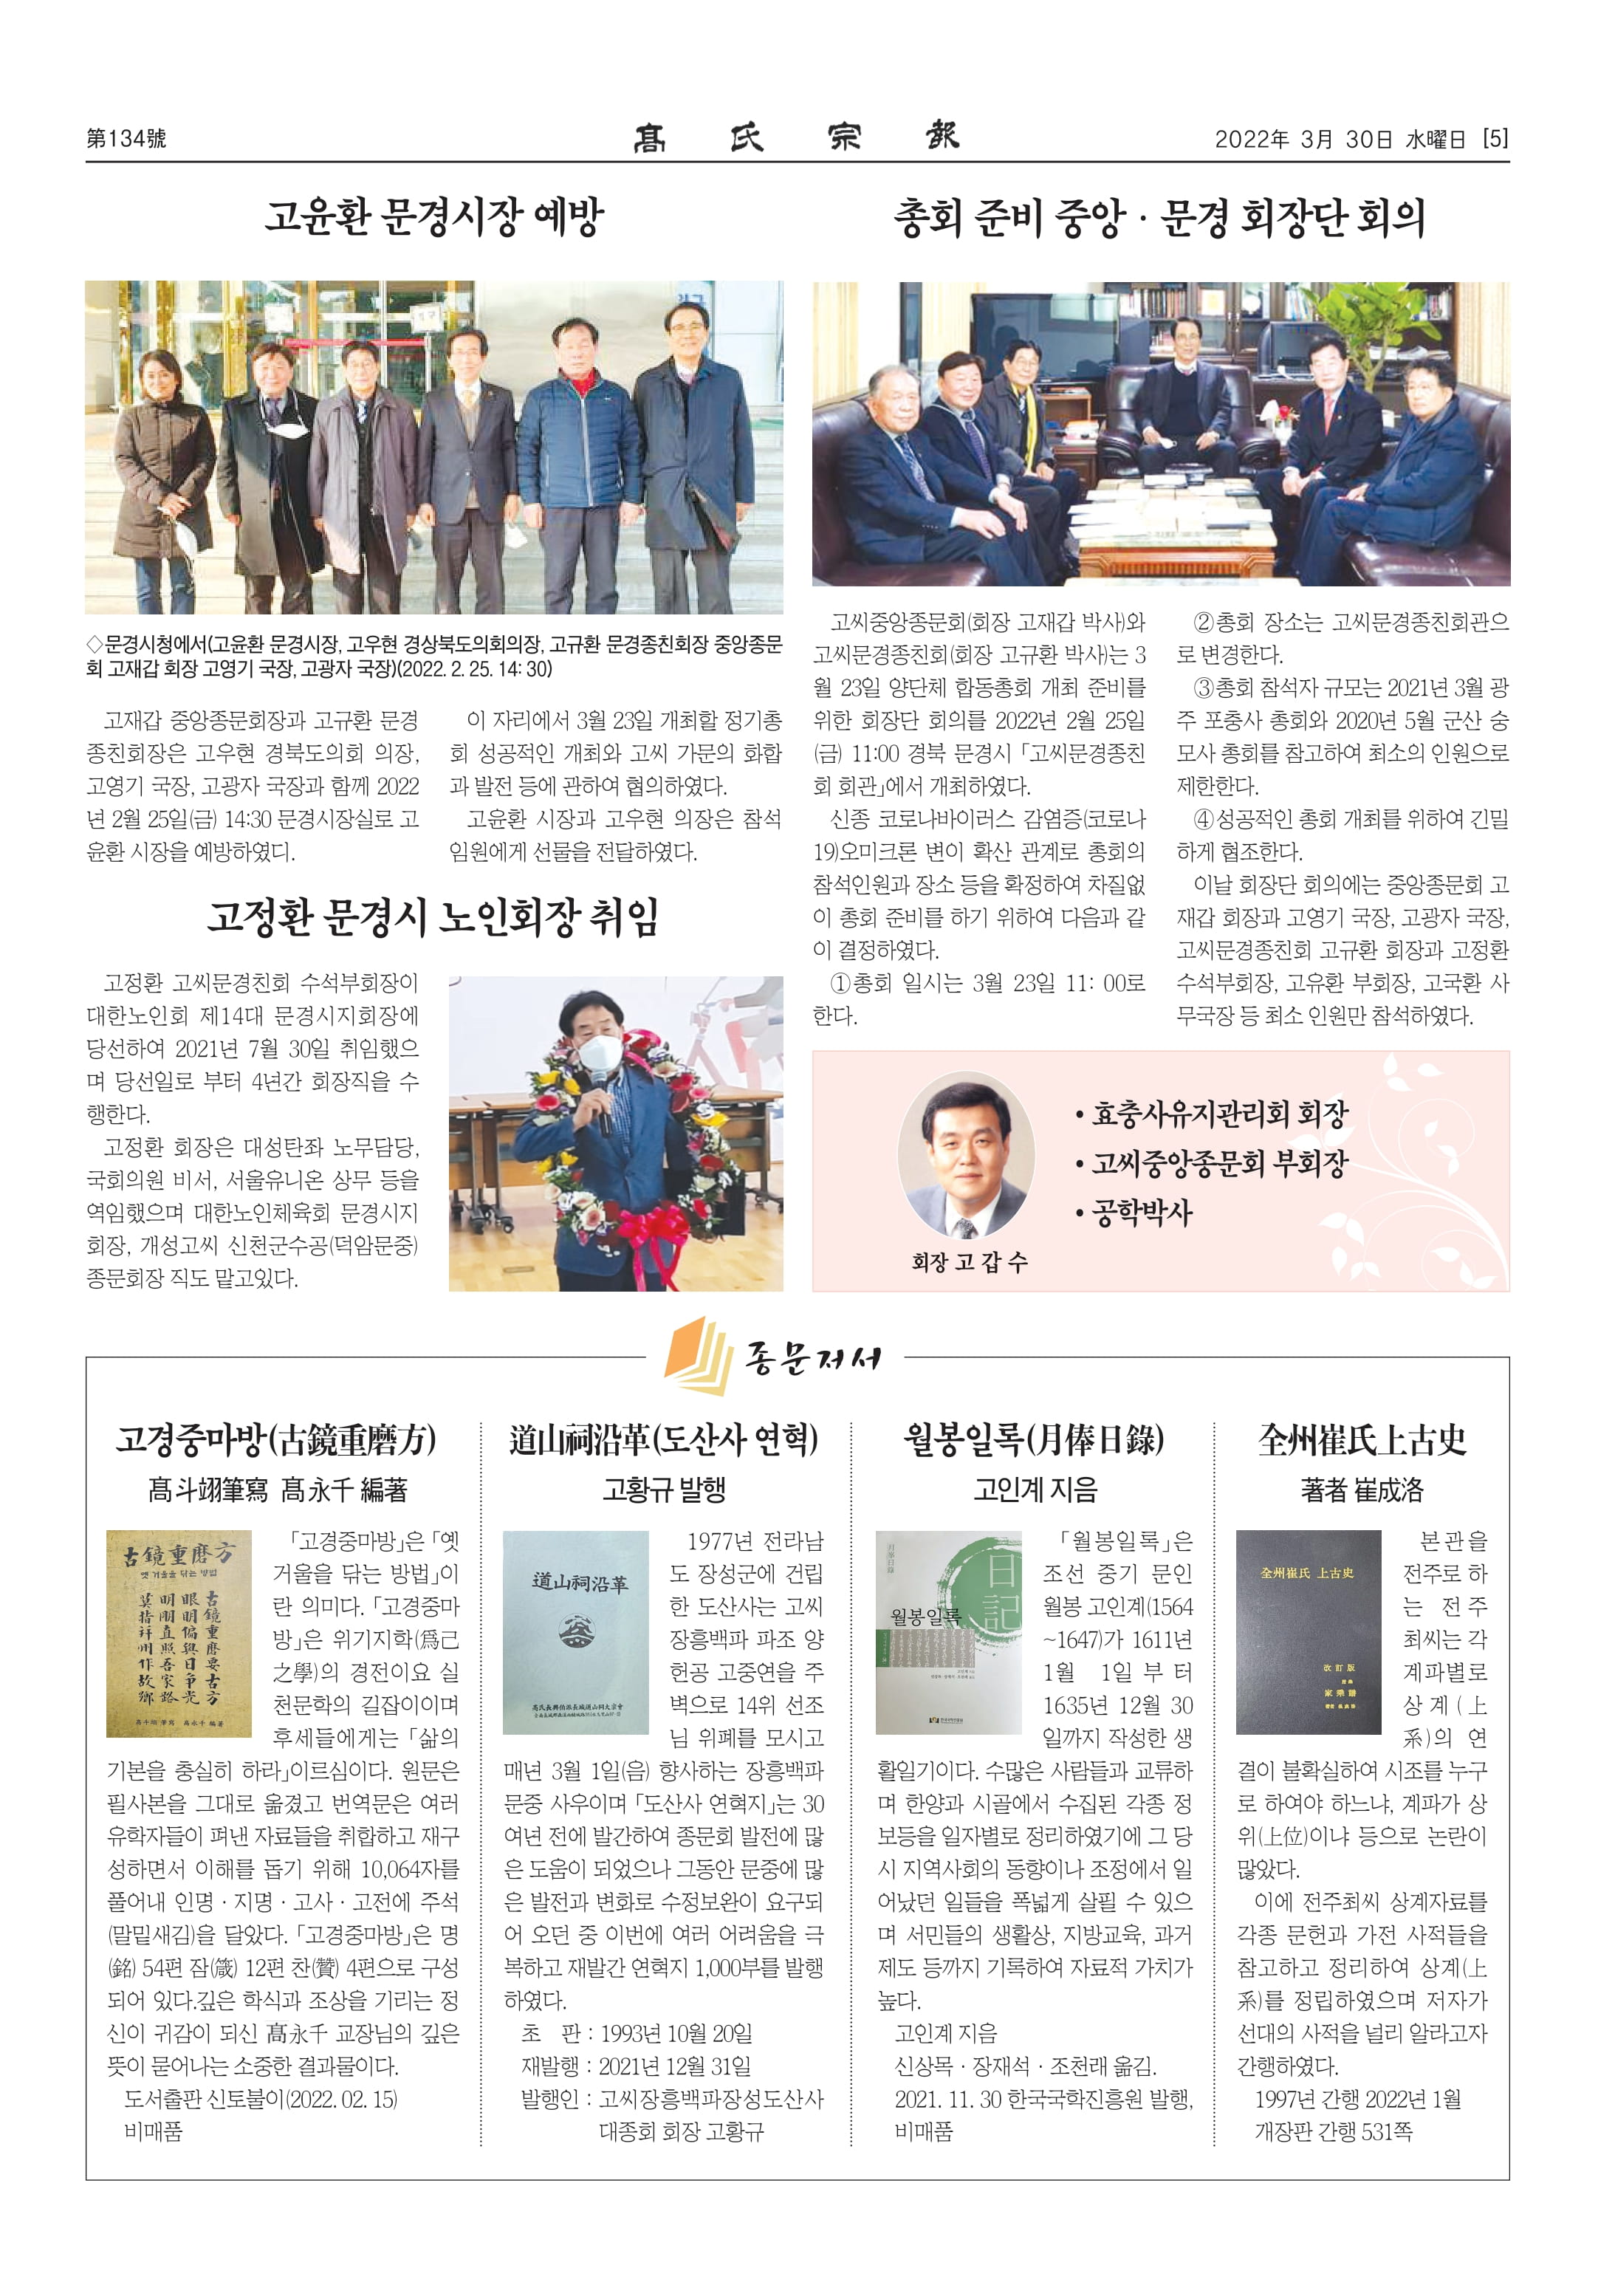 第134號
髙氏宗報
2022年 3月 30日 水曜日 [5]
고윤환 문경시장 예방
◇문경시청에서(고윤환 문경시장, 고우현 경상북도의회의장, 고규환 문경종친회장 중앙종문
회 고재갑 회장 고영기 국장, 고광자 국장)(2022. 2. 25. 14: 30)
고재갑 중앙종문회장과 고규환 문경
종친회장은 고우현 경북도의회 의장,
고영기 국장, 고광자 국장과 함께 2022
년 2월 25일(금) 14:30 문경시장실로 고
윤환 시장을 예방하였디.
이 자리에서 3월 23일 개최할 정기총
회 성공적인 개최와 고씨 가문의 화합
과 발전 등에 관하여 협의하였다.
고윤환 시장과 고우현 의장은 참석
임원에게 선물을 전달하였다.
고정환 문경시 노인회장 취임
고정환 고씨문경친회 수석부회장이
대한노인회 제14대 문경시지회장에
당선하여 2021년 7월 30일 취임했으
며 당선일로 부터 4년간 회장직을 수
행한다.
고정환 회장은 대성탄좌 노무담당,
국회의원 비서, 서울유니온 상무 등을
역임했으며 대한노인체육회 문경시지
회장, 개성고씨 신천군수공(덕암문중)
종문회장 직도 맡고있다.
총회 준비 중앙 · 문경 회장단 회의
고씨중앙종문회(회장 고재갑 박사)와
고씨문경종친회(회장 고규환 박사)는 3
월 23일 양단체 합동총회 개최 준비를
위한 회장단 회의를 2022년 2월 25일
(금) 11:00 경북 문경시 「고씨문경종친
회 회관」에서 개최하였다.
신종 코로나바이러스 감염증(코로나
19)오미크론 변이 확산 관계로 총회의
참석인원과 장소 등을 확정하여 차질없
이 총회 준비를 하기 위하여 다음과 같
이 결정하였다.
①총회 일시는 3월 23일 11: 00로
한다.
②총회 장소는 고씨문경종친회관으
로 변경한다.
③총회 참석자 규모는 2021년 3월 광
주 포충사 총회와 2020년 5월 군산 숭
모사 총회를 참고하여 최소의 인원으로
제한한다.
④성공적인 총회 개최를 위하여 긴밀
하게 협조한다.
이날 회장단 회의에는 중앙종문회 고
재갑 회장과 고영기 국장, 고광자 국장,
고씨문경종친회 고규환 회장과 고정환
수석부회장, 고유환 부회장, 고국환 사
무국장 등 최소 인원만 참석하였다.
• 효충사유지관리회 회장
• 고씨중앙종문회 부회장
• 공학박사
회장 고 갑 수
종문저서
고경중마방(古鏡重磨方)
髙斗翊筆寫 髙永千 編著
古鏡重磨方
옛 거울을 닦는 방법
古鏡重磨要古方
眼明偏與日爭光
明明直照吾家路
莫指幷州作故鄉
高斗翊 筆寫 高永千 編著
「고경중마방」은 「옛
거울을 닦는 방법」이
란 의미다. 「고경중마
방」은 위기지학(爲己
之學)의 경전이요 실
천문학의 길잡이이며
후세들에게는 「삶의
기본을 충실히 하라」이르심이다. 원문은
필사본을 그대로 옮겼고 번역문은 여러
유학자들이 펴낸 자료들을 취합하고 재구
성하면서 이해를 돕기 위해 10,064자를
풀어내 인명 · 지명 · 고사 · 고전에 주석
(말밑새김)을 달았다. 「고경중마방」은 명
(銘) 54편 잠(箴) 12편 찬(贊) 4편으로 구성
되어 있다.깊은 학식과 조상을 기리는 정
신이 귀감이 되신 髙永千 교장님의 깊은
뜻이 묻어나는 소중한 결과물이다.
도서출판 신토불이(2022. 02. 15)
비매품
道山祠沿革(도산사 연혁)
고황규 발행
道山祠沿革
1977년 전라남
도 장성군에 건립
한 도산사는 고씨
장흥백파 파조 양
헌공 고중연을 주
벽으로 14위 선조
님 위폐를 모시고
매년 3월 1일(음) 향사하는 장흥백파
문중 사우이며 「도산사 연혁지」는 30
여년 전에 발간하여 종문회 발전에 많
은 도움이 되었으나 그동안 문중에 많
은 발전과 변화로 수정보완이 요구되
어 오던 중 이번에 여러 어려움을 극
복하고 재발간 연혁지 1,000부를 발행
하였다.
초 판 : 1993년 10월 20일
재발행 : 2021년 12월 31일
발행인 : 고씨장흥백파장성도산사
대종회 회장 고황규
월봉일록(月俸日錄)
고인계 지음
日記
월봉일록
「월봉일록」은
조선 중기 문인
월봉 고인계(1564
~1647)가 1611년
1월 1일 부터
1635년 12월 30
일까지 작성한 생
활일기이다. 수많은 사람들과 교류하
며 한양과 시골에서 수집된 각종 정
보등을 일자별로 정리하였기에 그 당
시 지역사회의 동향이나 조정에서 일
어났던 일들을 폭넓게 살필 수 있으
며 서민들의 생활상, 지방교육, 과거
제도 등까지 기록하여 자료적 가치가
높다.
고인계 지음
신상목 · 장재석 · 조천래 옮김.
2021. 11. 30 한국국학진흥원 발행,
비매품
全州崔氏上古史
著者 崔成洛
全州崔氏 上古史
改訂版
家乘譜
본관을
전주로 하
는 전주
최씨는 각
계파별로
상계(上
系)의 연
결이 불확실하여 시조를 누구
로 하여야 하느냐, 계파가 상
위(上位)이냐 등으로 논란이
많았다.
이에 전주최씨 상계자료를
각종 문헌과 가전 사적들을
참고하고 정리하여 상계(上
系)를 정립하였으며 저자가
선대의 사적을 널리 알라고자
간행하였다.
1997년 간행 2022년 1월
개장판 간행 531쪽